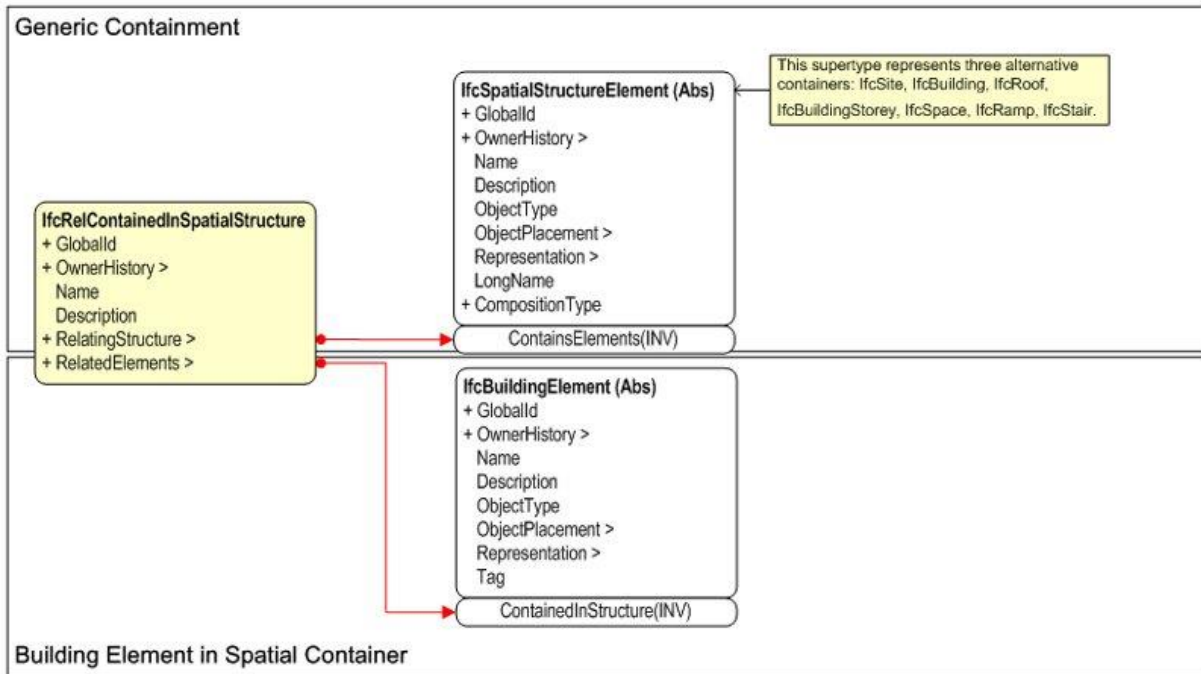 Generic Containment
This supertype represents three alternative
containers: IfcSite, IfcBuilding, IfcRoof,
IfcBuildingStorey, IfcSpace, IfcRamp, IfcStair.
IfcSpatialStructureElement (Abs)
+ GlobalId
+ OwnerHistory >
Name
Description
ObjectType
ObjectPlacement >
Representation >
LongName
+ CompositionType
ContainsElements(INV)
IfcRelContainedInSpatialStructure
+ GlobalId
+ OwnerHistory >
Name
Description
+ RelatingStructure >
+ RelatedElements >
IfcBuildingElement (Abs)
+ GlobalId
+ OwnerHistory >
Name
Description
ObjectType
ObjectPlacement >
Representation >
Tag
ContainedInStructure(INV)
Building Element in Spatial Container